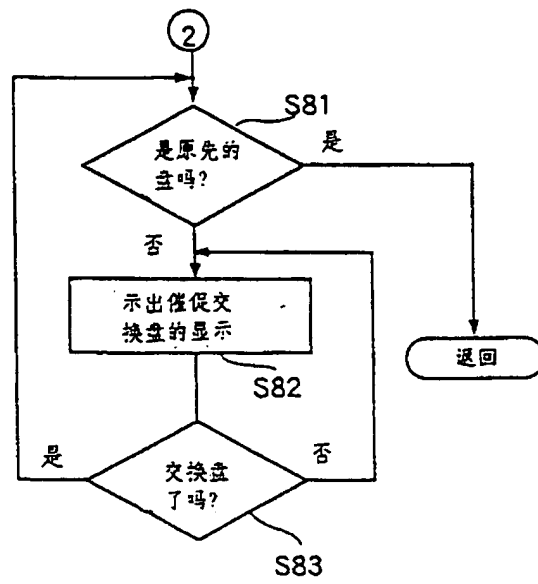 2
S81
是原先的
盘吗?
是
否
示出催促交
换盘的显示
返回
S82
是
交换盘
了吗?
否
S83